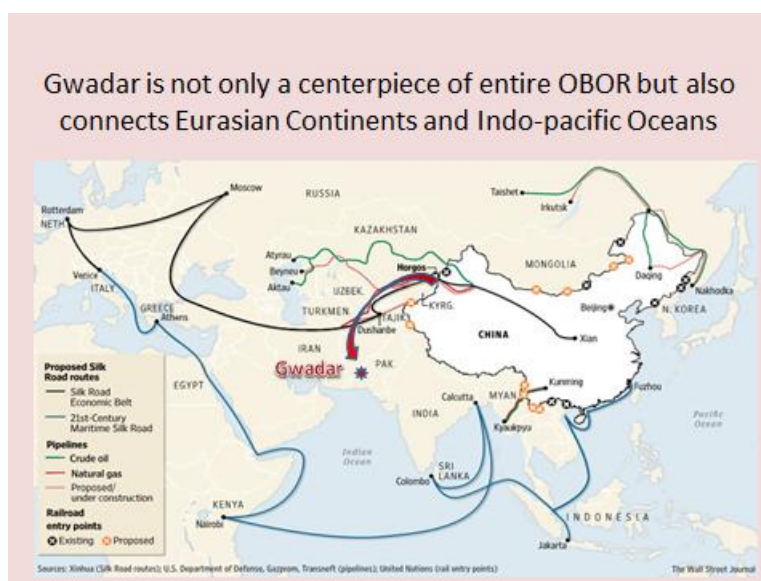 Gwadar is not only a centerpiece of entire OBOR but also
connects Eurasian Continents and Indo-pacific Oceans
Moscow
RUSSIA
Taishet
Irkutsk
Rotterdam
NETH.
KAZAKHSTAN
Atyrau
Beyneu
Aktau
Horgos
MONGOLIA
Daqing
Nakhodka
Venice
ITALY
UZBEK.
KYRG.
GREECE
Athens
TURKMEN.
TAJIK.
Dushanbe
Beijing
N. KOREA
CHINA
Xian
IRAN
Gwadar
PAK.
Proposed Silk
Road routes
Silk Road
Economic Belt
21st-Century
Maritime Silk Road
Pipelines
Crude oil
Natural gas
Proposed/
under construction
Railroad
entry points
Existing
Proposed
EGYPT
INDIA
Calcutta
MYAN.
Kunming
Fuzhou
Kyaukpyu
Pacific
Ocean
Indian
Ocean
Colombo
SRI
LANKA
KENYA
Nairobi
INDONESIA
Jakarta
Sources: Xinhua (Silk Road routes); U.S. Department of Defense, Gazprom, Transneft (pipelines); United Nations (rail entry points)
The Wall Street Journal